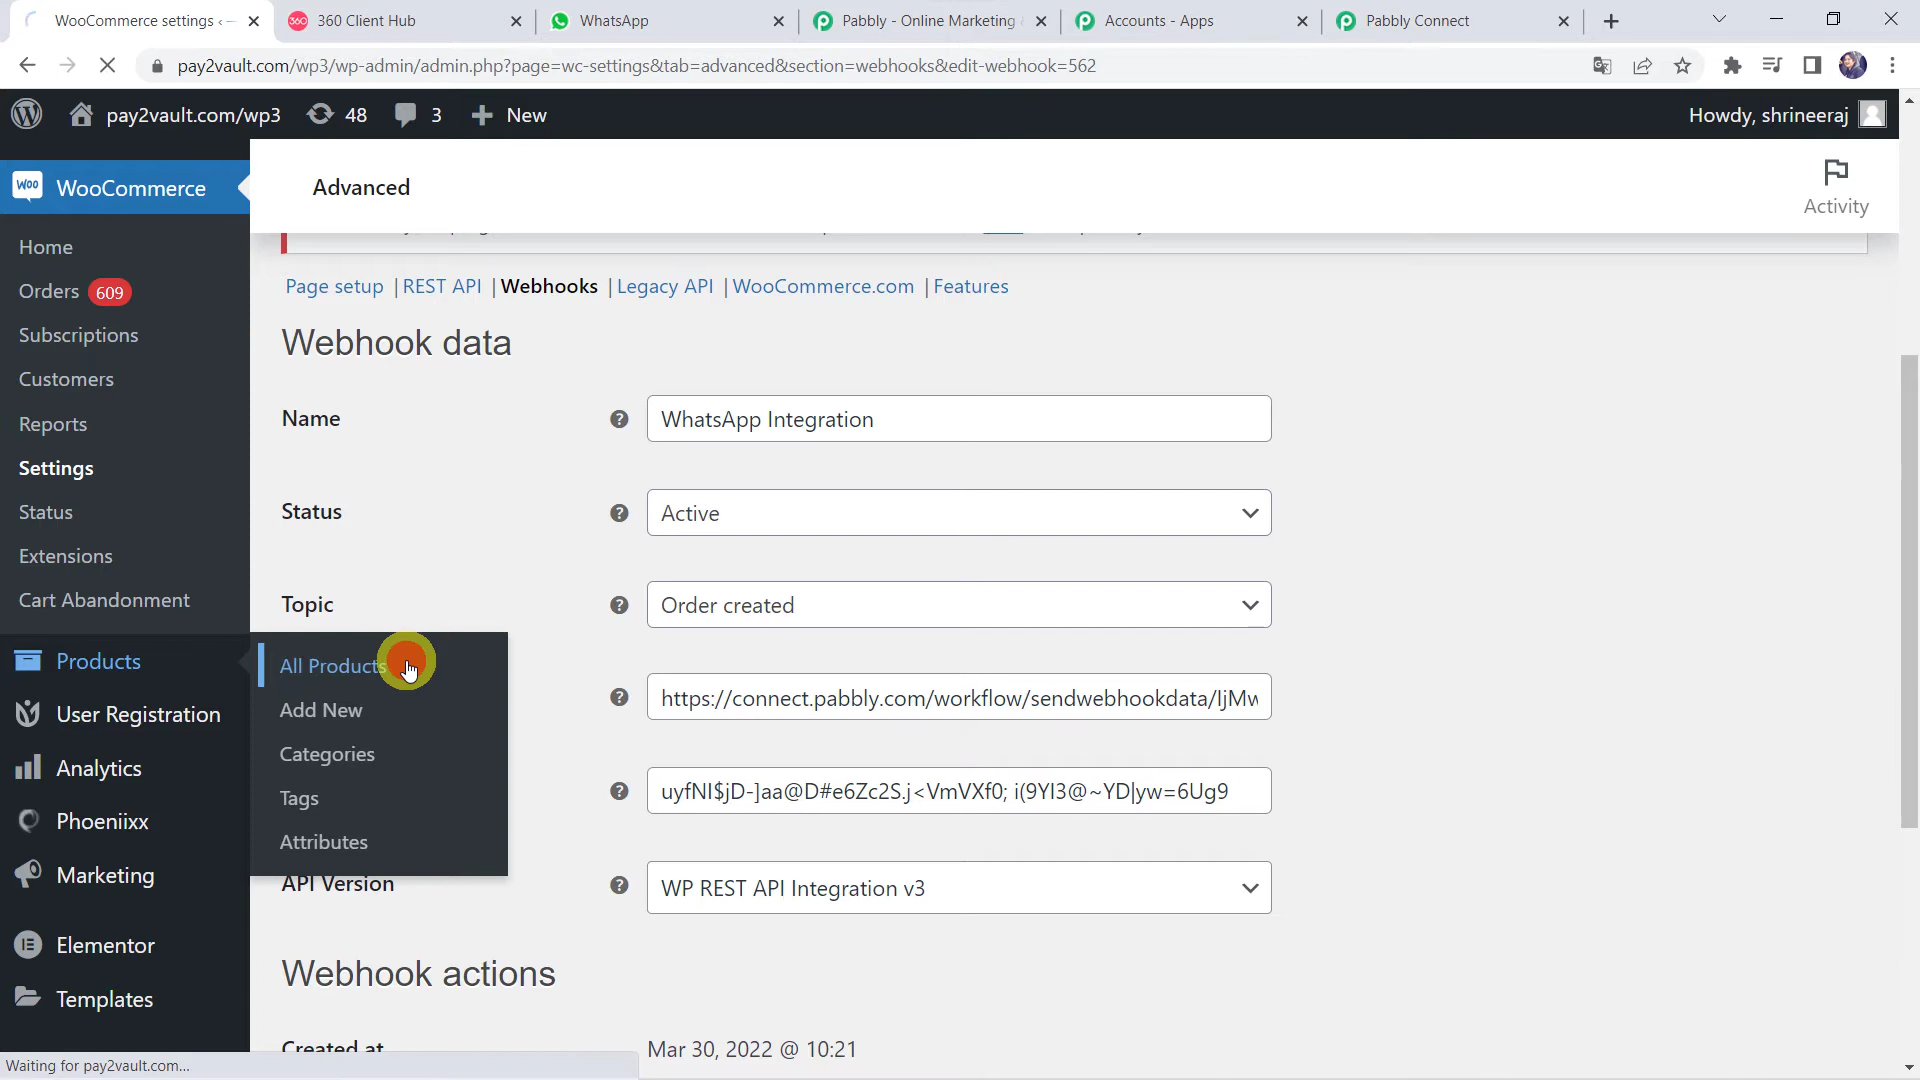 WooCommerce settings ‹ —
360 Client Hub
WhatsApp
Pabbly - Online Marketing
Accounts - Apps
Pabbly Connect
pay2vault.com/wp3/wp-admin/admin.php?page=wc-settings&tab=advanced&section=webhooks&edit-webhook=562
pay2vault.com/wp3
48
3
New
Howdy, shrineeraj
Woo
WooCommerce
Advanced
Activity
Home
Orders 609
Subscriptions
Customers
Reports
Settings
Status
Extensions
Cart Abandonment
Products
User Registration
Analytics
Phoeniixx
Marketing
Elementor
Templates
All Products
Add New
Categories
Tags
Attributes
Page setup | REST API | Webhooks | Legacy API | WooCommerce.com | Features
Webhook data
Name
WhatsApp Integration
Status
Active
Topic
Order created
https://connect.pabbly.com/workflow/sendwebhookdata/IjMw
uyfNI$jD-]aa@D#e6Zc2S.j<VmVXf0; i(9YI3@~YD|yw=6Ug9
API Version
WP REST API Integration v3
Webhook actions
Created at
Mar 30, 2022 @ 10:21
Waiting for pay2vault.com...